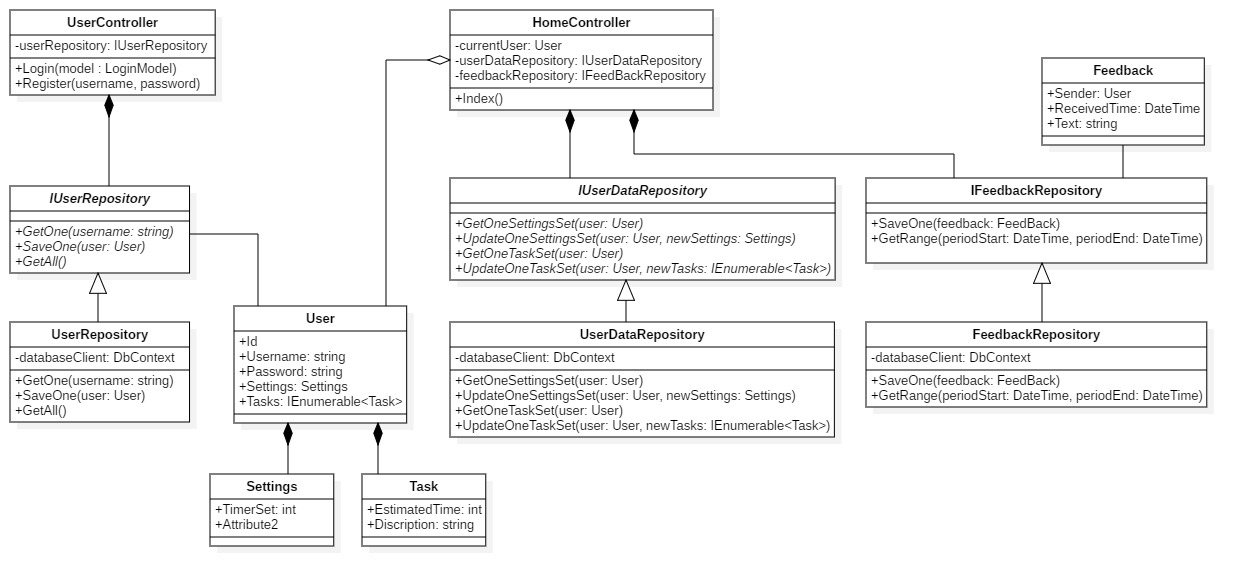 UserController
-userRepository: IUserRepository
+Login(model : LoginModel)
+Register(username, password)
HomeController
-currentUser: User
-userDataRepository: IUserDataRepository
-feedbackRepository: IFeedBackRepository
+Index()
Feedback
+Sender: User
+ReceivedTime: DateTime
+Text: string
IUserRepository
+GetOne(username: string)
+SaveOne(user: User)
+GetAll()
IUserDataRepository
+GetOneSettingsSet(user: User)
+UpdateOneSettingsSet(user: User, newSettings: Settings)
+GetOneTaskSet(user: User)
+UpdateOneTaskSet(user: User, newTasks: IEnumerable<Task>)
IFeedbackRepository
+SaveOne(feedback: FeedBack)
+GetRange(periodStart: DateTime, periodEnd: DateTime)
UserRepository
-databaseClient: DbContext
+GetOne(username: string)
+SaveOne(user: User)
+GetAll()
User
+Id
+Username: string
+Password: string
+Settings: Settings
+Tasks: IEnumerable<Task>
UserDataRepository
-databaseClient: DbContext
+GetOneSettingsSet(user: User)
+UpdateOneSettingsSet(user: User, newSettings: Settings)
+GetOneTaskSet(user: User)
+UpdateOneTaskSet(user: User, newTasks: IEnumerable<Task>)
FeedbackRepository
-databaseClient: DbContext
+SaveOne(feedback: FeedBack)
+GetRange(periodStart: DateTime, periodEnd: DateTime)
Settings
+TimerSet: int
+Attribute2
Task
+EstimatedTime: int
+Discription: string